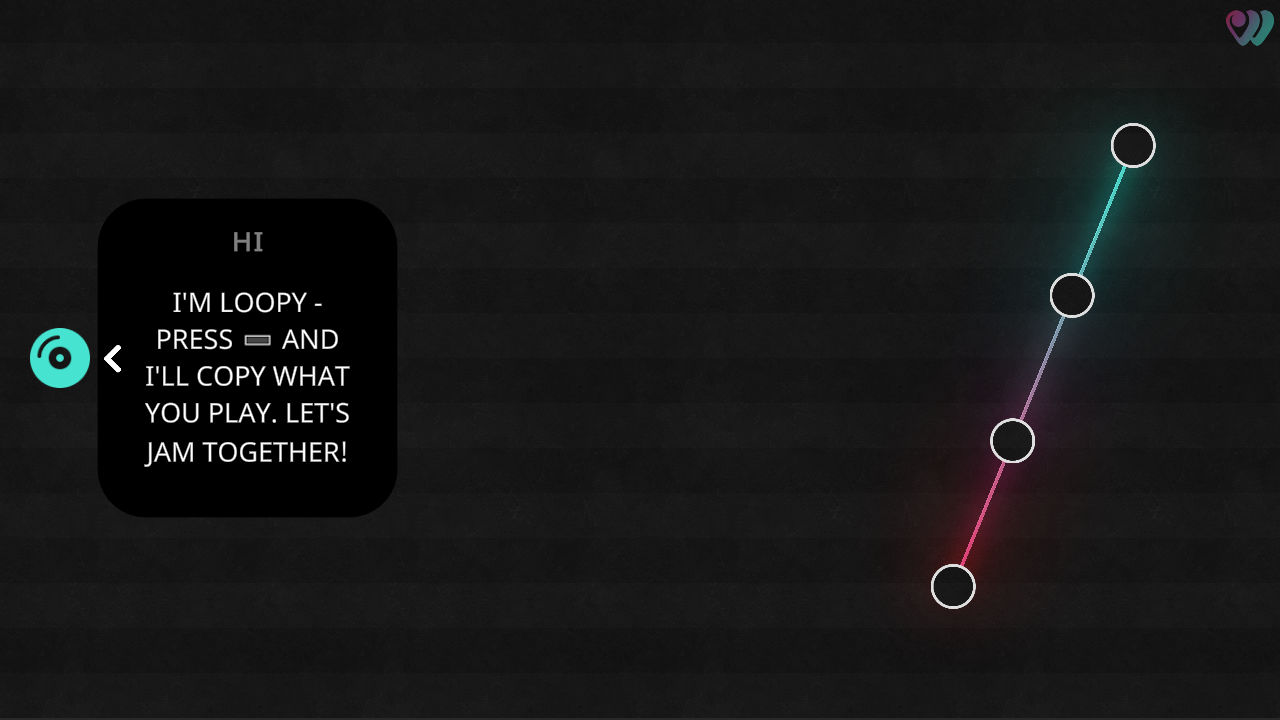 HI
I'M LOOPY -
PRESS AND
I'LL COPY WHAT
YOU PLAY. LET'S
JAM TOGETHER!